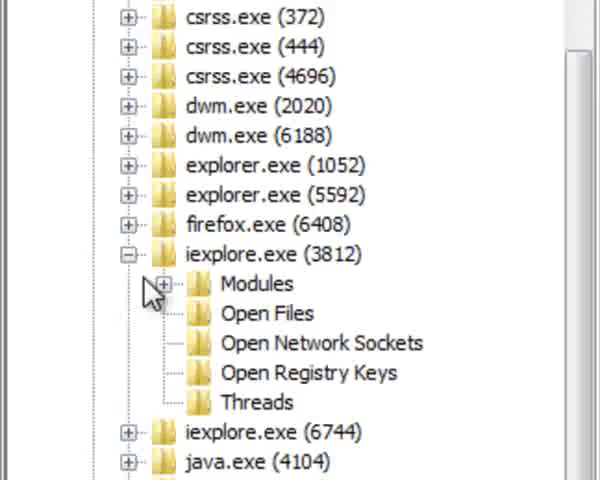 csrss.exe (372)
csrss.exe (444)
csrss.exe (4696)
dwm.exe (2020)
dwm.exe (6188)
explorer.exe (1052)
explorer.exe (5592)
firefox.exe (6408)
iexplore.exe (3812)
Modules
Open Files
Open Network Sockets
Open Registry Keys
Threads
iexplore.exe (6744)
java.exe (4104)